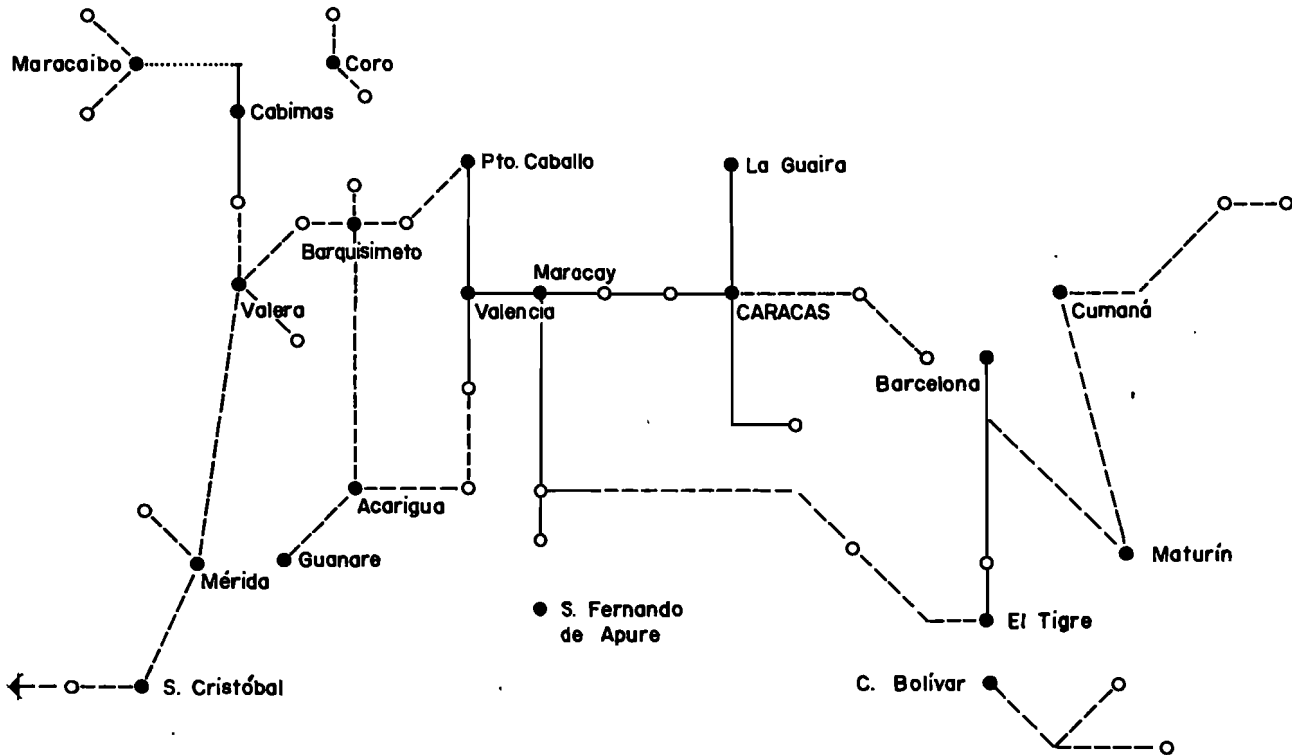 Maracaibo
Coro
Cabimas
Pto. Caballo
La Guaira
Barquisimeto
Maracay
Valera
Valencia
CARACAS
Cumaná
Barcelona
Acarigua
Guanare
Maturín
Mérida
S. Fernando
de Apure
El Tigre
S. Cristóbal
C. Bolívar